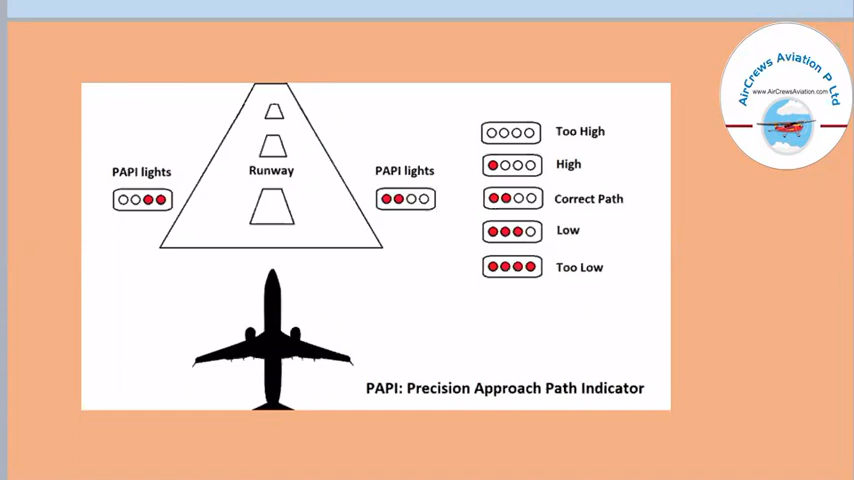 AirCrews Aviation P Ltd
www.AirCrewsAviation.com
PAPI lights
Runway
PAPI lights
Too High
High
Correct Path
Low
Too Low
PAPI: Precision Approach Path Indicator